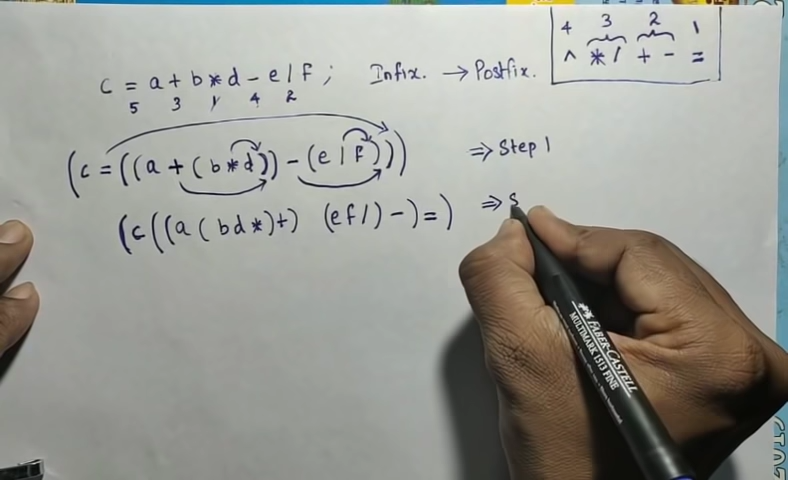 4 3 2 1
^ * / + - =
c = a + b * d - e / f ; Infix. → Postfix.
5 3 1 4 2
(c = ((a + (b * d)) - (e / f))) ⇒ Step 1
(c((a(bd*)+) (ef/)-)=) ⇒ S
FABER-CASTELL
MULTIMARK 1513 FINE